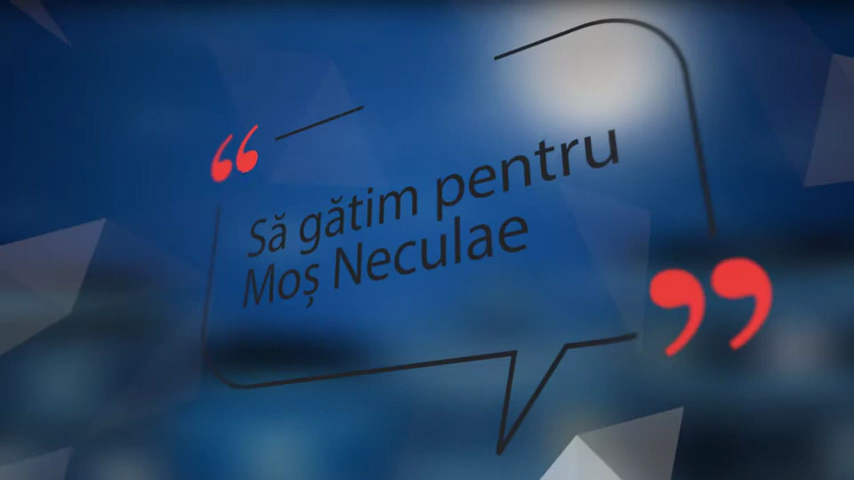 “ Să gătim pentru
Moș Neculae ”